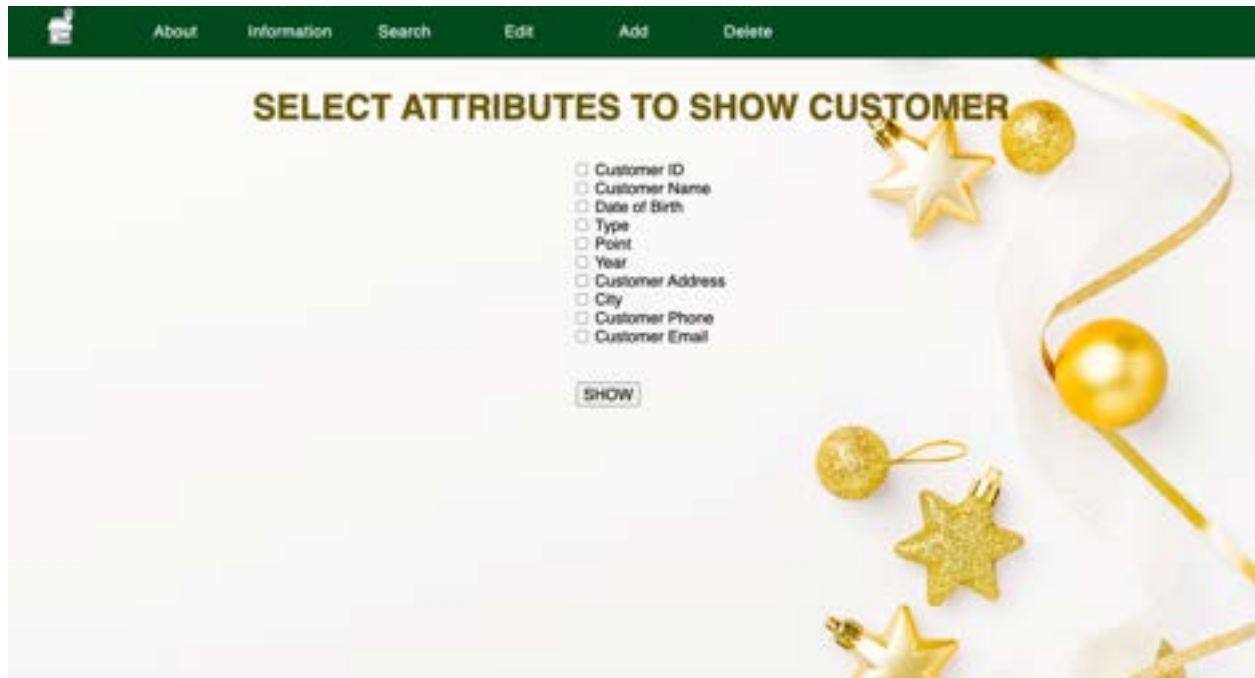 About Information Search Edit Add Delete
SELECT ATTRIBUTES TO SHOW CUSTOMER
Customer ID
Customer Name
Date of Birth
Type
Point
Year
Customer Address
City
Customer Phone
Customer Email
SHOW